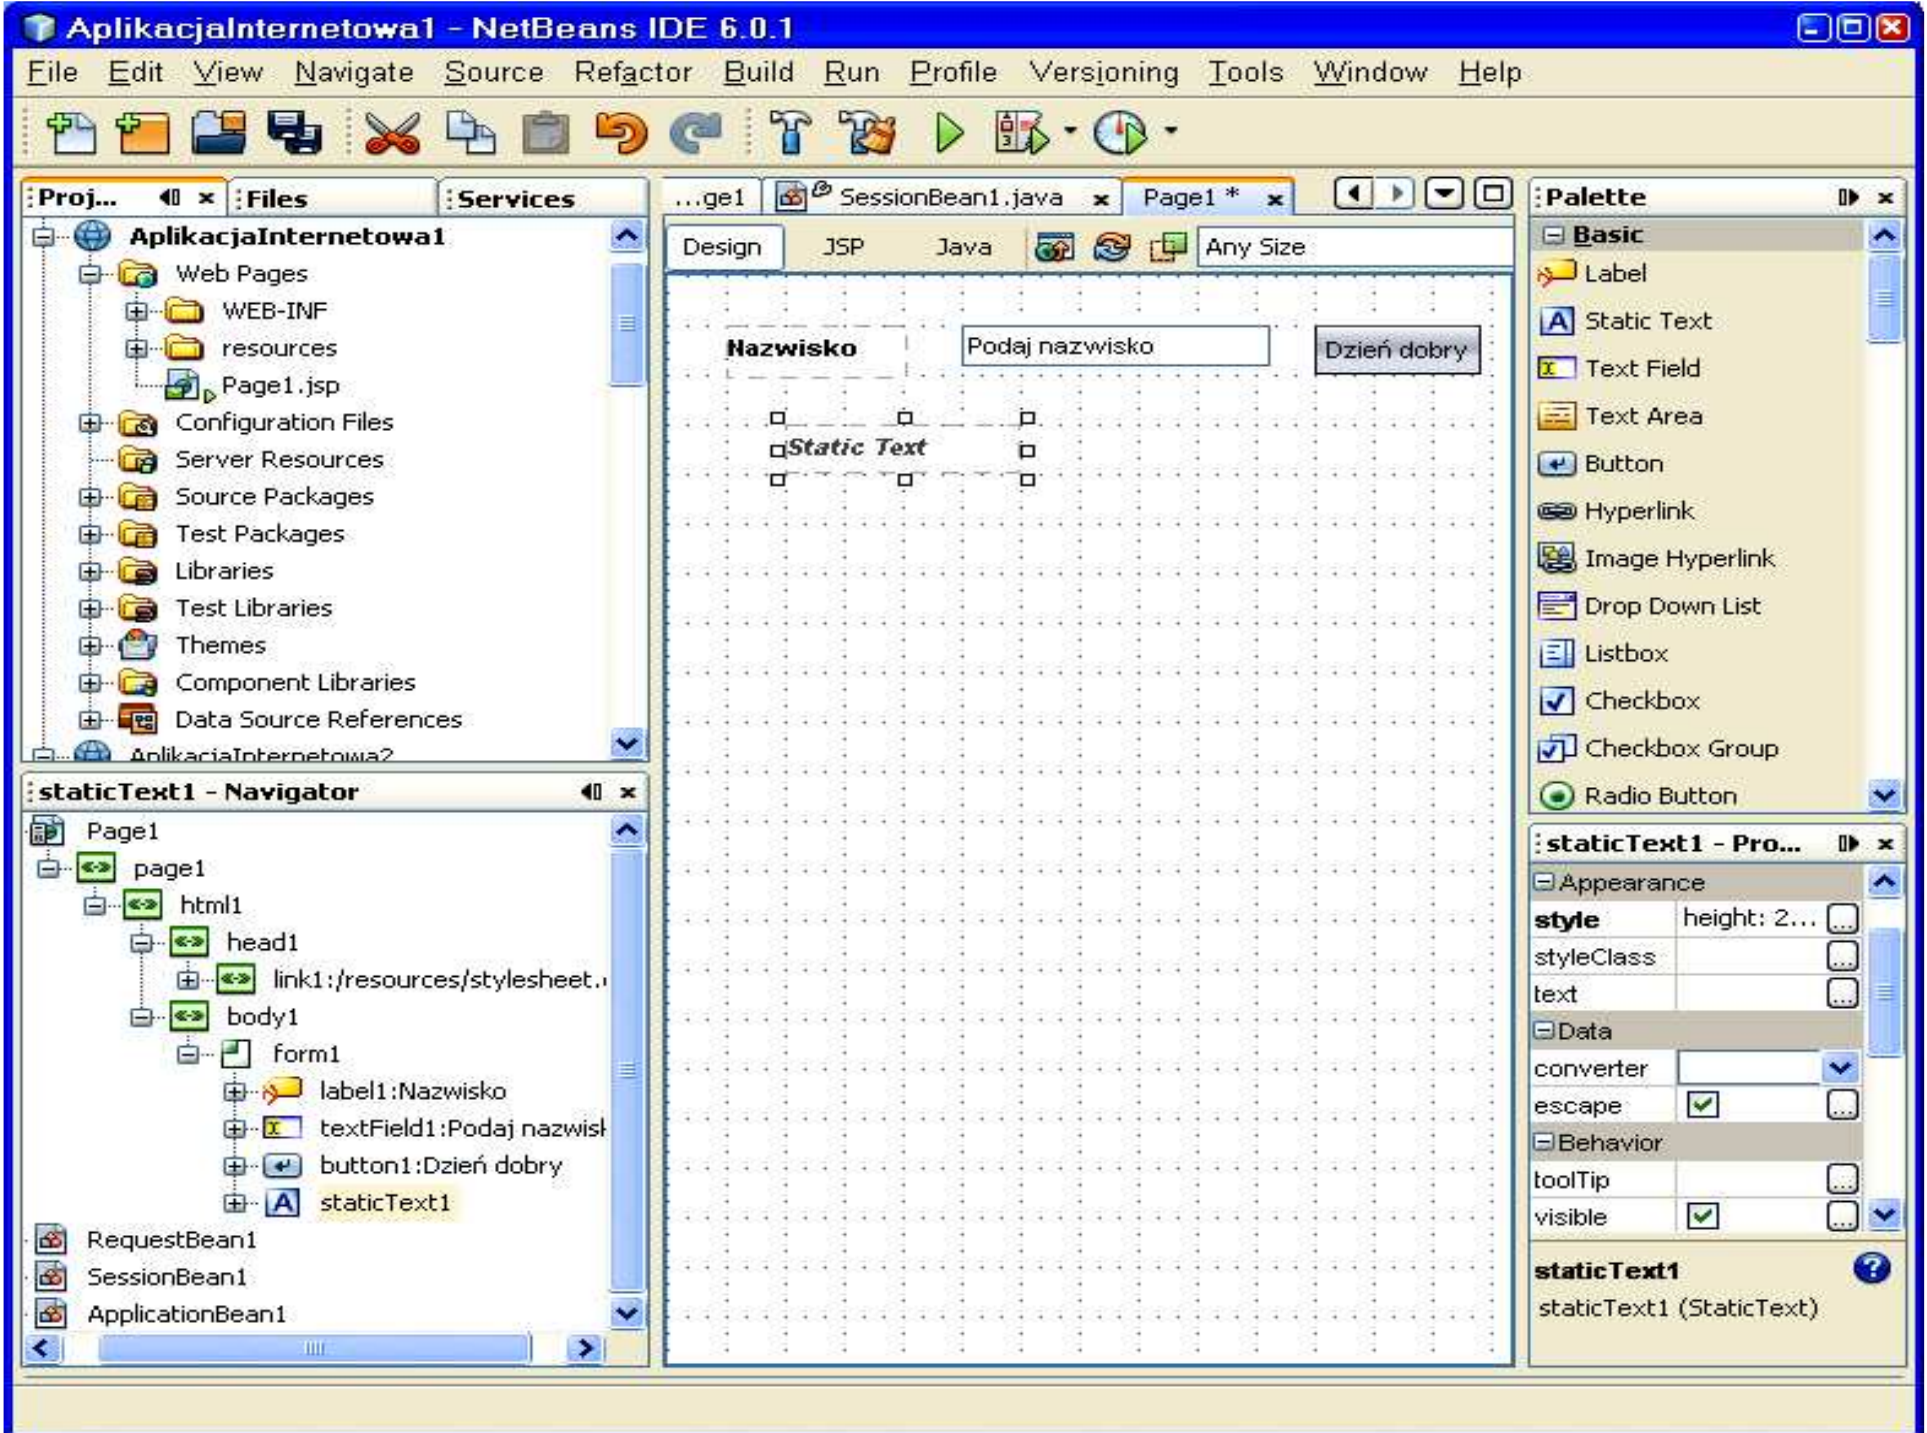 AplikacjaInternetowa1 - NetBeans IDE 6.0.1
File Edit View Navigate Source Refactor Build Run Profile Versioning Tools Window Help
Proj... Files Services
AplikacjaInternetowa1
Web Pages
WEB-INF
resources
Page1.jsp
Configuration Files
Server Resources
Source Packages
Test Packages
Libraries
Test Libraries
Themes
Component Libraries
Data Source References
AplikacjaInternetowa2
staticText1 - Navigator
Page1
page1
html1
head1
link1:/resources/stylesheet.
body1
form1
label1:Nazwisko
textField1:Podaj nazwisk
button1:Dzień dobry
staticText1
RequestBean1
SessionBean1
ApplicationBean1
...ge1 SessionBean1.java Page1 *
Design JSP Java Any Size
Nazwisko Podaj nazwisko Dzień dobry
Static Text
Palette
Basic
Label
Static Text
Text Field
Text Area
Button
Hyperlink
Image Hyperlink
Drop Down List
Listbox
Checkbox
Checkbox Group
Radio Button
staticText1 - Pro...
Appearance
style height: 2... ...
styleClass ...
text ...
Data
converter
escape ...
Behavior
toolTip ...
visible ...
staticText1
staticText1 (StaticText)